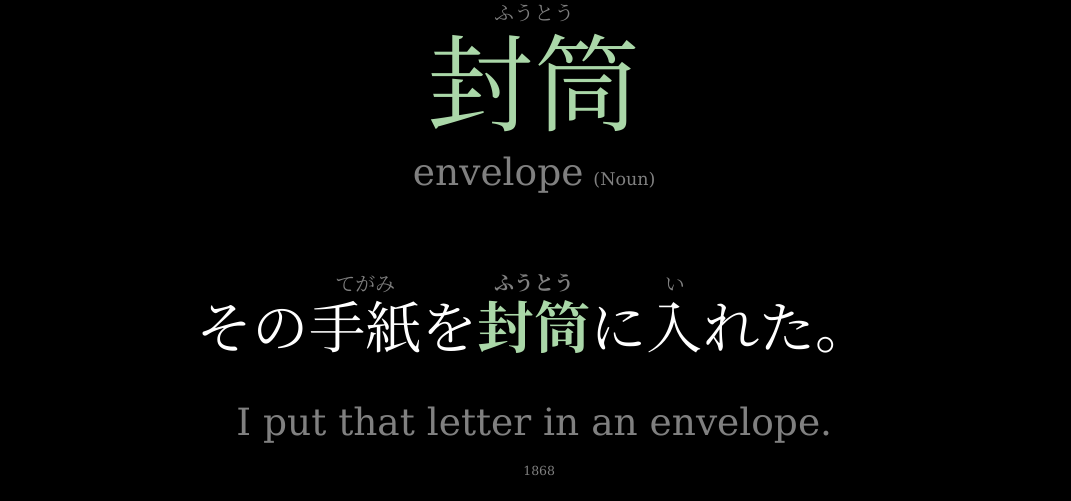 ふうとう
封筒
envelope (Noun)
てがみ ふうとう い
その手紙を封筒に入れた。
I put that letter in an envelope.
1868